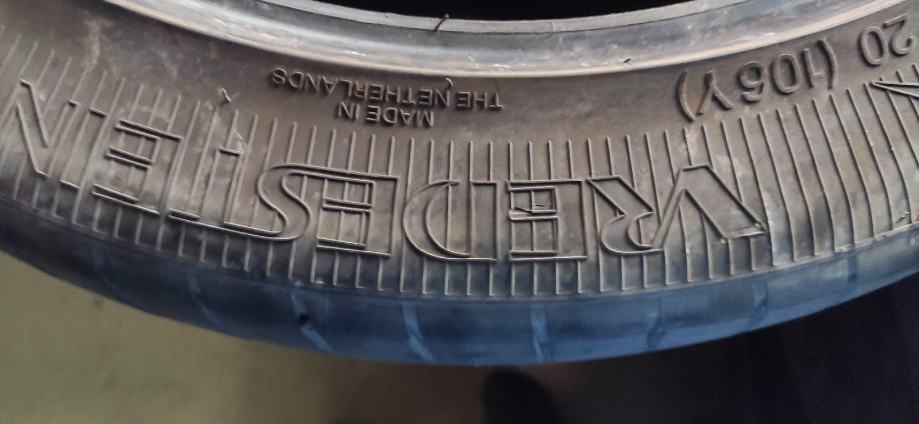 20 (106Y)
MADE IN
THE NETHERLANDS
VREDESTEIN